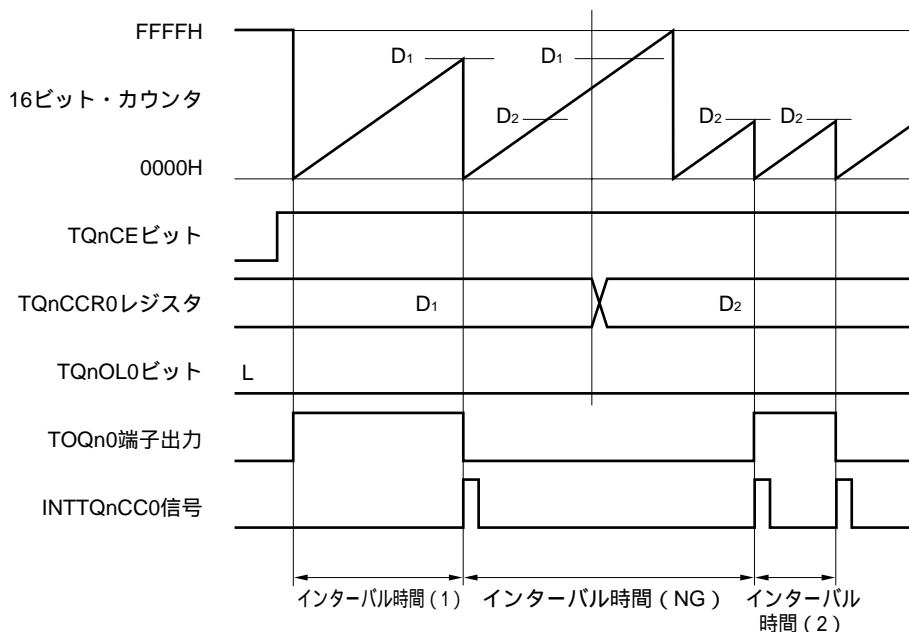 FFFFH
16ビット・カウンタ
0000H
D1
D1
D2
D2
D2
TQnCEビット
TQnCCR0レジスタ
D1
D2
TQnOL0ビット
L
TOQn0端子出力
INTTQnCC0信号
インターバル時間（1）
インターバル時間（NG）
インターバル
時間（2）